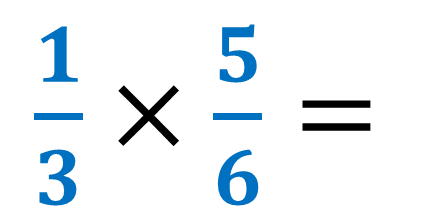 1/3 × 5/6 =